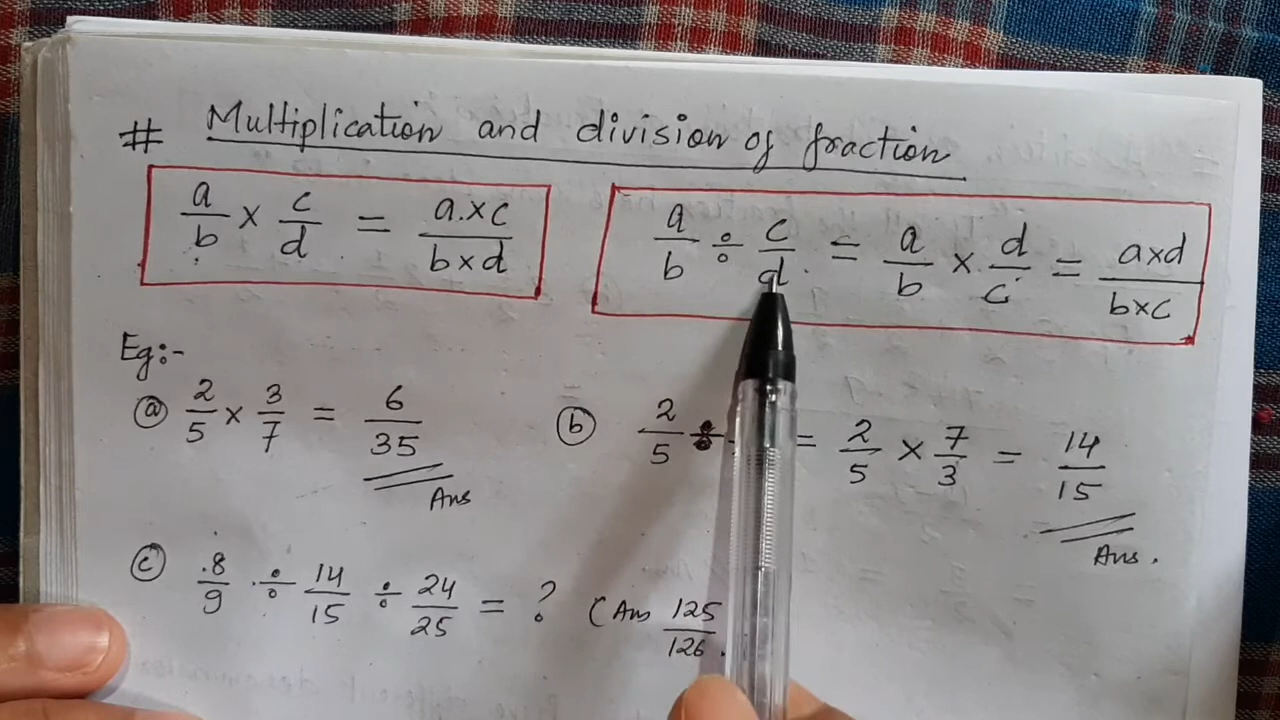 # Multiplication and division of fraction
a/b × c/d = a×c/b×d
a/b ÷ c/d = a/b × d/c = a×d/b×c
Eg:-
(a) 2/5 × 3/7 = 6/35 Ans
(b) 2/5 ÷ = 2/5 × 7/3 = 14/15 Ans.
(c) 8/9 ÷ 14/15 ÷ 24/25 = ? (Ans 125/126